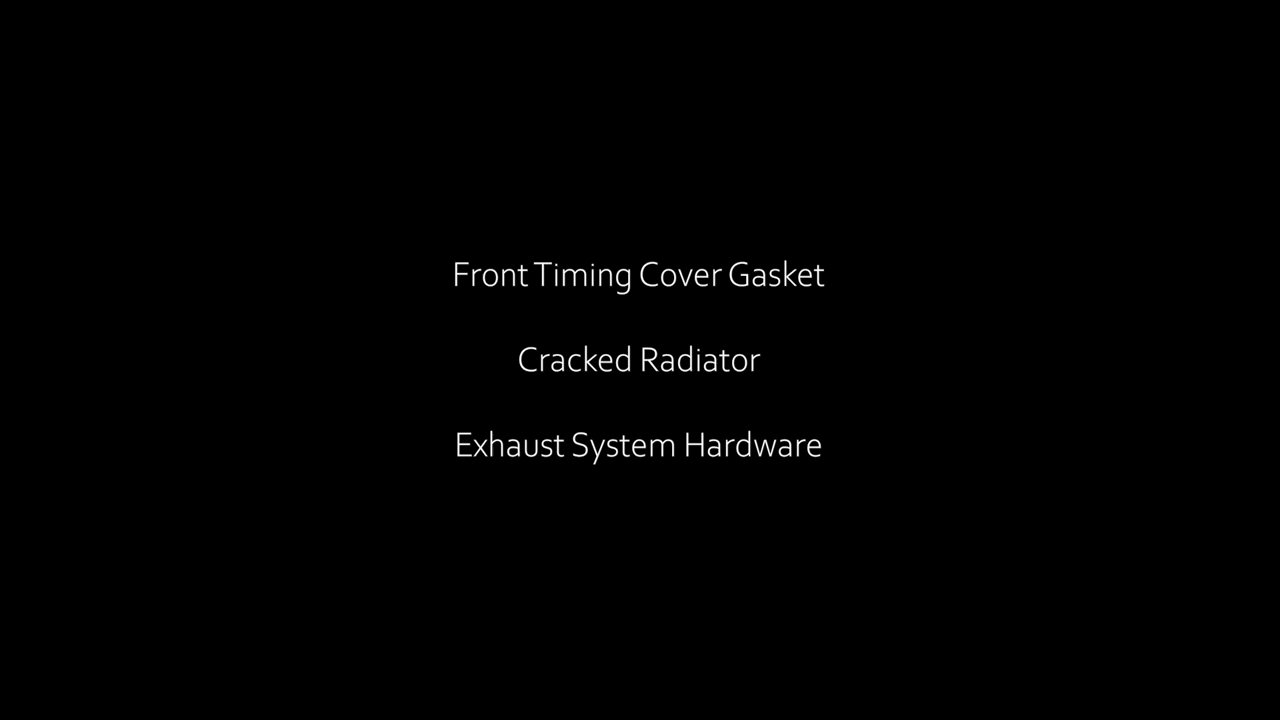 Front Timing Cover Gasket
Cracked Radiator
Exhaust System Hardware